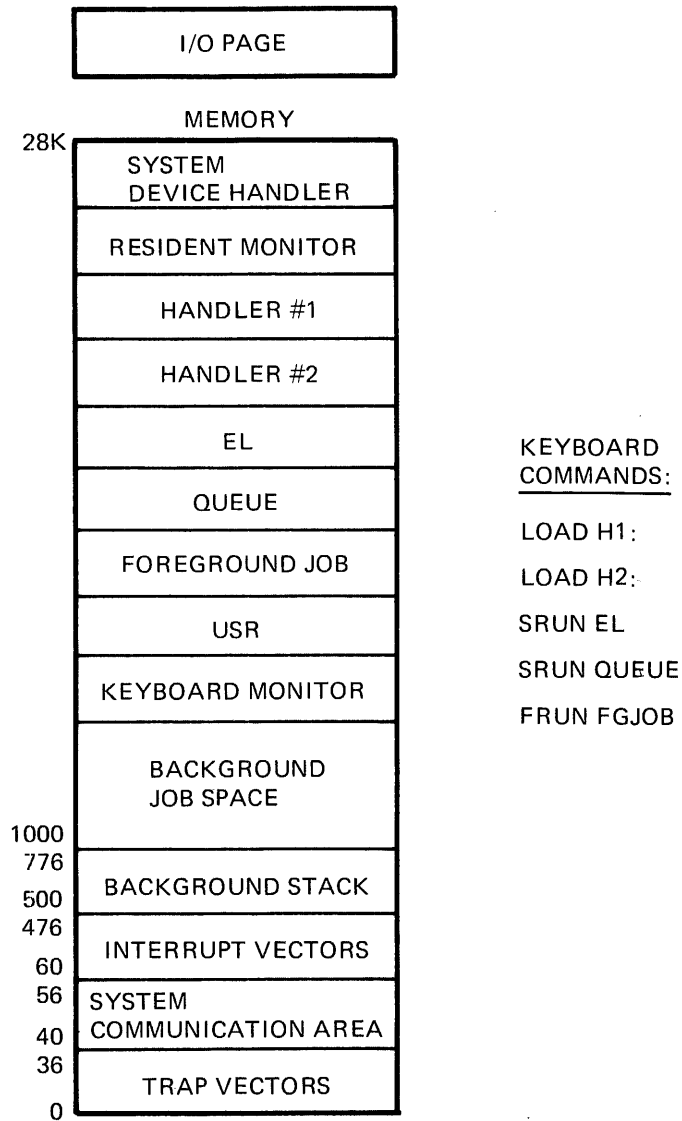 I/O PAGE
MEMORY
28K
SYSTEM
DEVICE HANDLER
RESIDENT MONITOR
HANDLER #1
HANDLER #2
EL
QUEUE
FOREGROUND JOB
USR
KEYBOARD MONITOR
BACKGROUND
JOB SPACE
1000
776
BACKGROUND STACK
500
476
INTERRUPT VECTORS
60
56
SYSTEM
COMMUNICATION AREA
40
36
TRAP VECTORS
0
KEYBOARD
COMMANDS:
LOAD H1:
LOAD H2:
SRUN EL
SRUN QUEUE
FRUN FGJOB